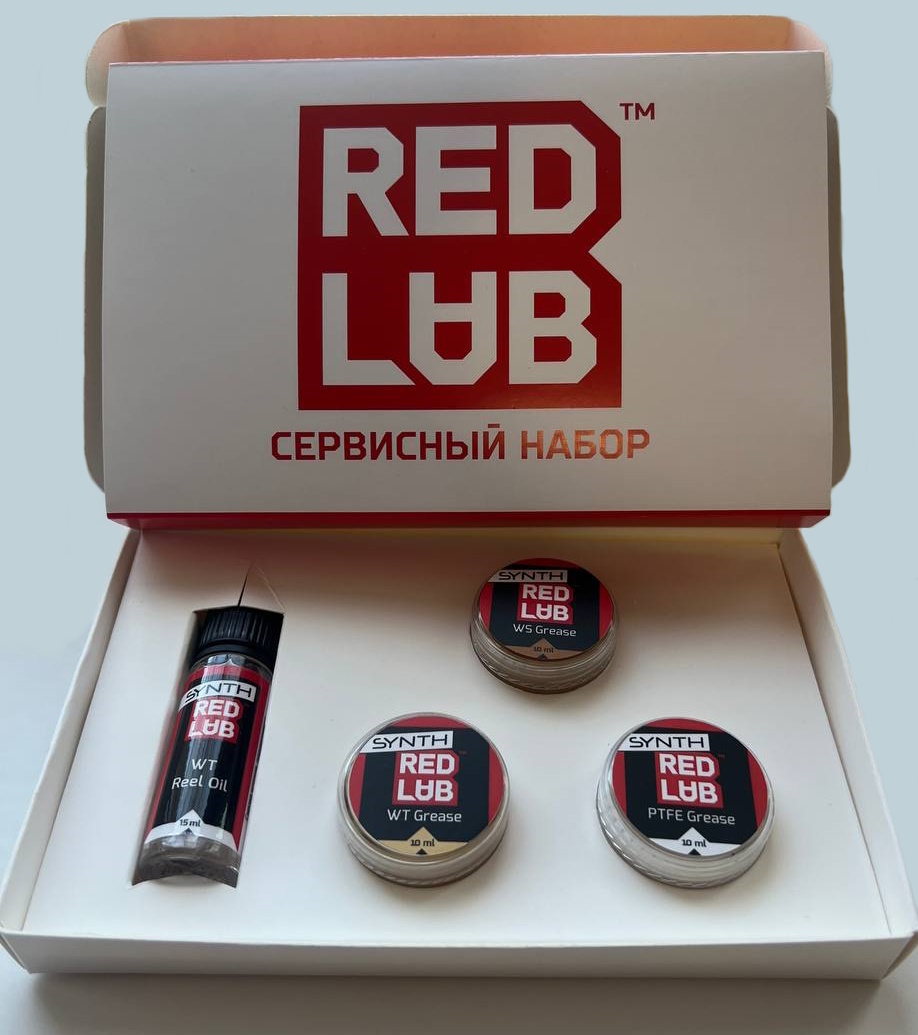 RED
LAB
TM
СЕРВИСНЫЙ НАБОР
SYNTH
RED
LAB
WS Grease
10 ml
SYNTH
RED
LAB
WT
Reel Oil
15 ml
SYNTH
RED
LAB
WT Grease
10 ml
SYNTH
RED
LAB
PTFE Grease
10 ml